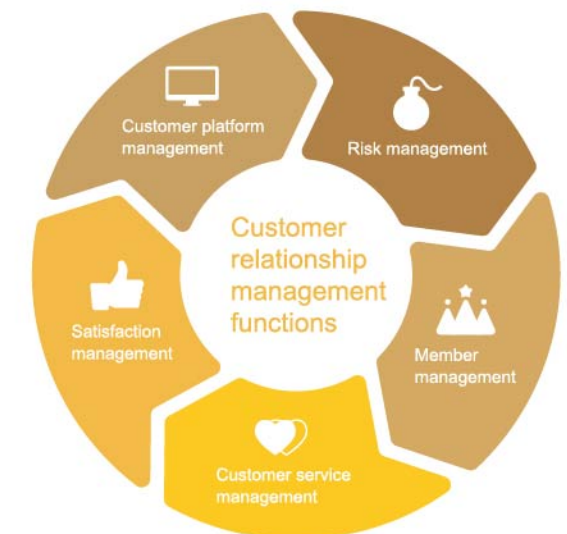 Customer platform
management
Risk management
Customer
relationship
management
functions
Satisfaction
management
Member
management
Customer service
management